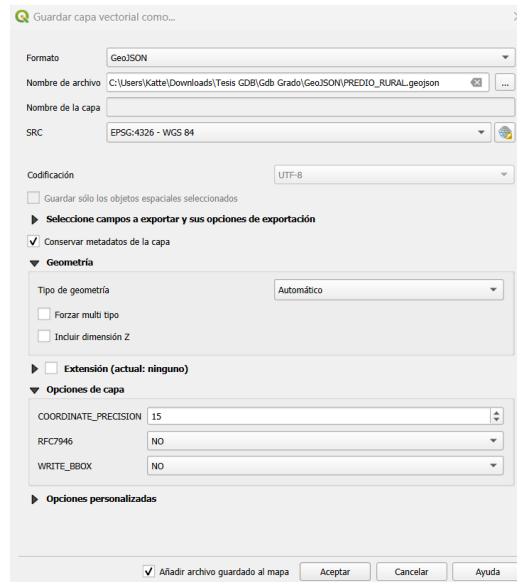 Guardar capa vectorial como...
Formato GeoJSON
Nombre de archivo C:\Users\Katte\Downloads\Tesis GDB\Gdb Grado\GeoJSON\PREDIO_RURAL.geojson ...
Nombre de la capa
SRC EPSG:4326 - WGS 84
Codificación UTF-8
Guardar sólo los objetos espaciales seleccionados
Seleccione campos a exportar y sus opciones de exportación
Conservar metadatos de la capa
Geometría
Tipo de geometría Automático
Forzar multi tipo
Incluir dimensión Z
Extensión (actual: ninguno)
Opciones de capa
COORDINATE_PRECISION 15
RFC7946 NO
WRITE_BBOX NO
Opciones personalizadas
Añadir archivo guardado al mapa Aceptar Cancelar Ayuda